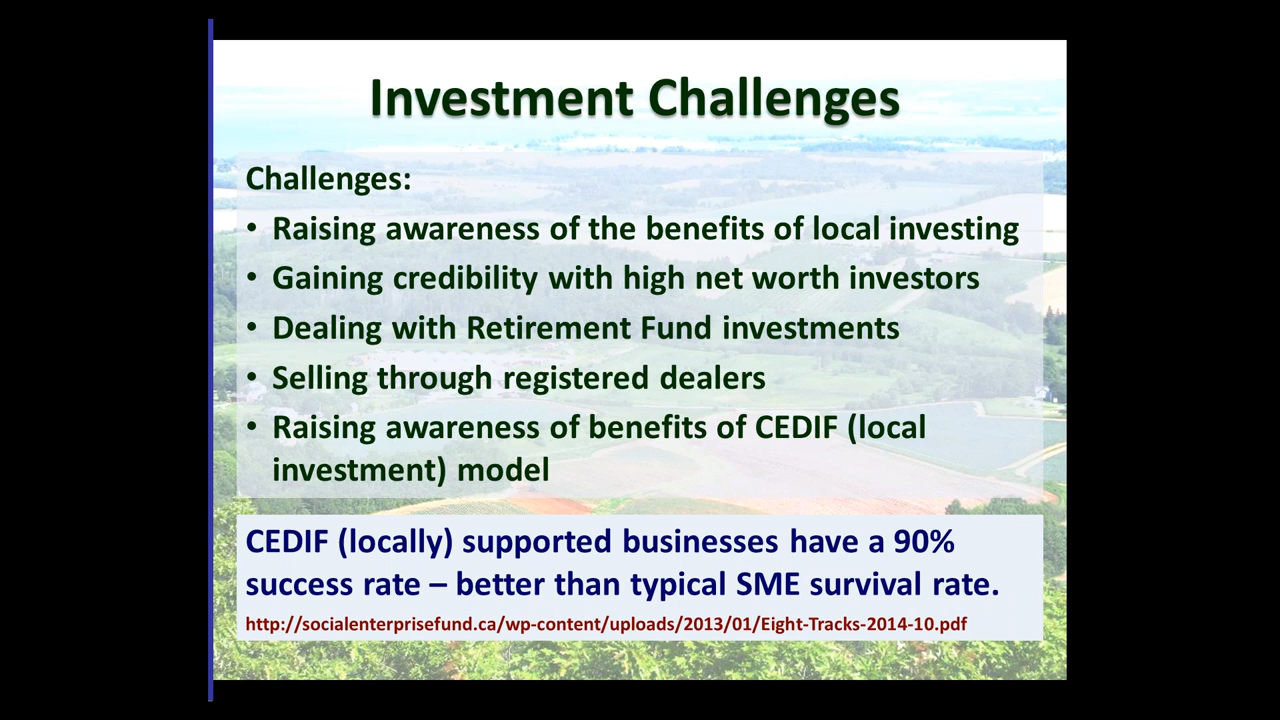 Investment Challenges
Challenges:
• Raising awareness of the benefits of local investing
• Gaining credibility with high net worth investors
• Dealing with Retirement Fund investments
• Selling through registered dealers
• Raising awareness of benefits of CEDIF (local
investment) model
CEDIF (locally) supported businesses have a 90%
success rate – better than typical SME survival rate.
http://socialenterprisefund.ca/wp-content/uploads/2013/01/Eight-Tracks-2014-10.pdf